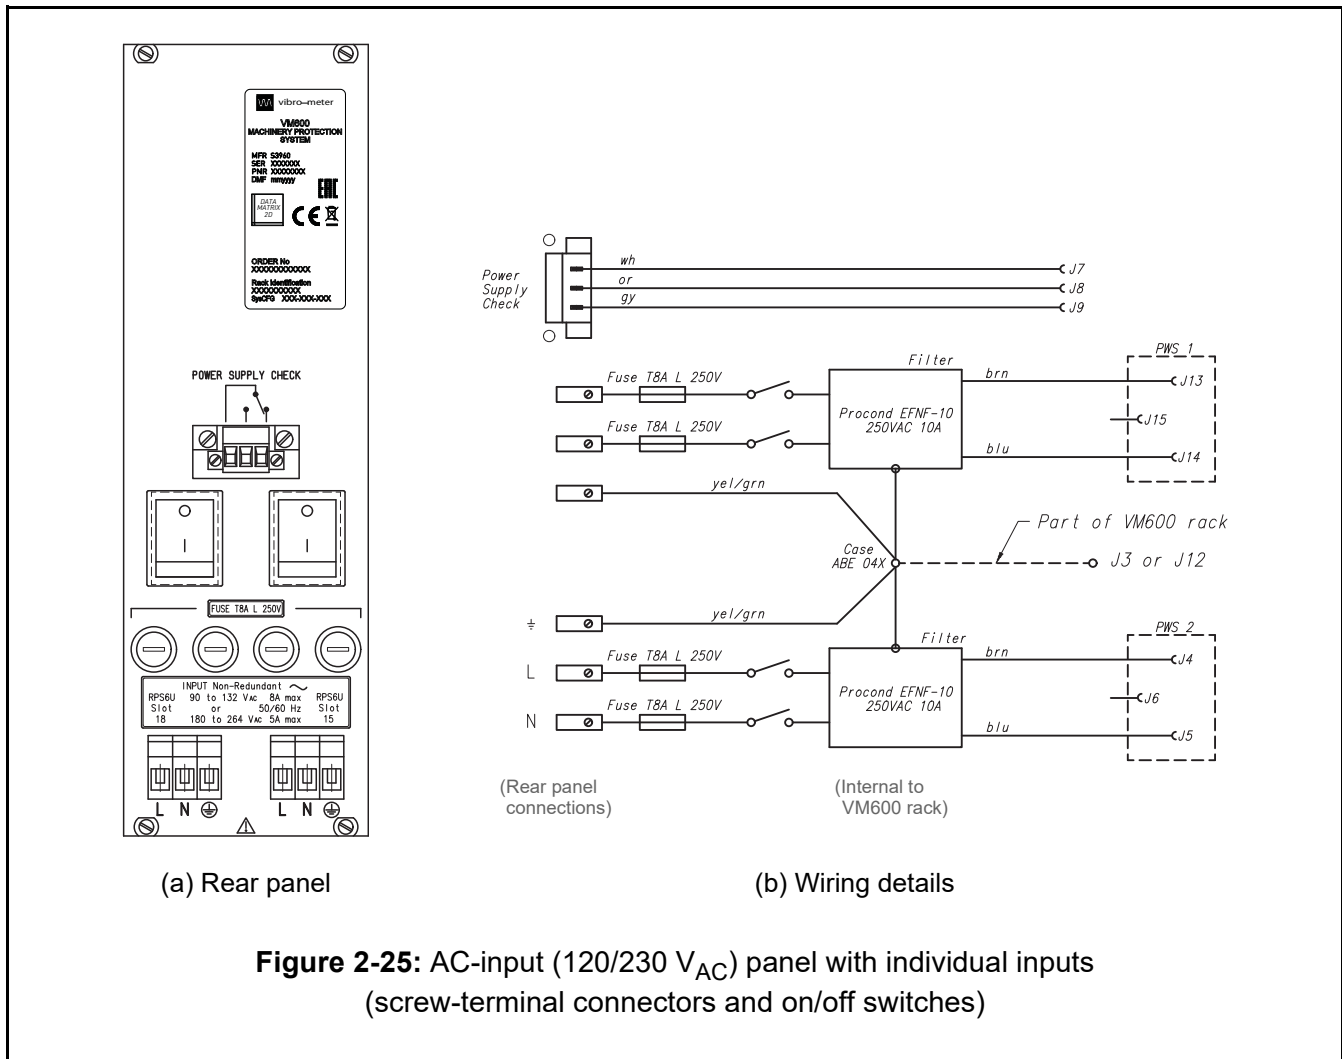 vibro-meter
VM600
MACHINERY PROTECTION
SYSTEM
MFR S3960
SER XXXXXXX
PNR XXXXXXXX
DMF mmyyyy
EAC
DATA
MATRIX
2D
CE
ORDER No
XXXXXXXXXXXX
Rack Identification
XXXXXXXXXX
SysCFG XXX-XXX-XXX
POWER SUPPLY CHECK
FUSE T8A L 250V
INPUT Non-Redundant
RPS6U 90 to 132 VAC 8A max RPS6U
Slot or 50/60 Hz Slot
18 180 to 264 VAC 5A max 15
L N L N
(a) Rear panel
Power
Supply
Check
wh
J7
or
J8
gy
J9
Filter
PWS 1
Fuse T8A L 250V
brn
J13
Procond EFNF-10
250VAC 10A
J15
Fuse T8A L 250V
blu
J14
yel/grn
Part of VM600 rack
Case
ABE 04X
J3 or J12
yel/grn
Filter
PWS 2
L
Fuse T8A L 250V
brn
J4
Procond EFNF-10
250VAC 10A
J6
N
Fuse T8A L 250V
blu
J5
(Rear panel
connections)
(Internal to
VM600 rack)
(b) Wiring details
Figure 2-25: AC-input (120/230 VAC) panel with individual inputs
(screw-terminal connectors and on/off switches)